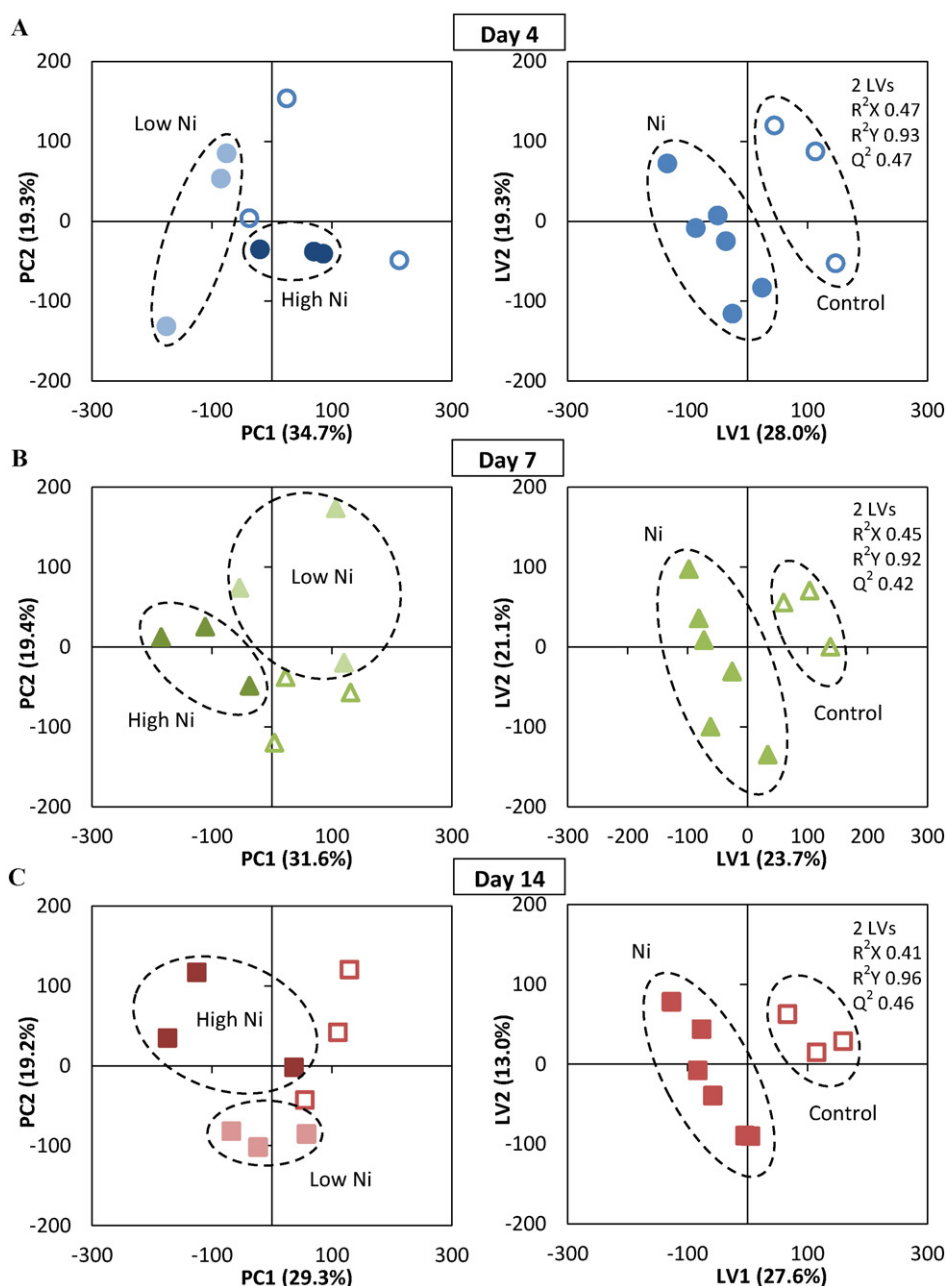 A
Day 4
200
100
0
-100
-200
-300
-100
100
300
PC2 (19.3%)
PC1 (34.7%)
Low Ni
High Ni
200
100
0
-100
-200
-300
-100
0
100
300
LV2 (19.3%)
LV1 (28.0%)
Ni
Control
2 LVs
R²X 0.47
R²Y 0.93
Q² 0.47
B
Day 7
200
100
0
-100
-200
-300
-100
100
300
PC2 (19.4%)
PC1 (31.6%)
Low Ni
High Ni
200
100
0
-100
-200
-300
-200
-100
0
100
200
300
LV2 (21.1%)
LV1 (23.7%)
Ni
Control
2 LVs
R²X 0.45
R²Y 0.92
Q² 0.42
C
Day 14
200
100
0
-100
-200
-300
-100
100
300
PC2 (19.2%)
PC1 (29.3%)
High Ni
Low Ni
200
100
0
-100
-200
-300
-100
0
100
300
LV2 (13.0%)
LV1 (27.6%)
Ni
Control
2 LVs
R²X 0.41
R²Y 0.96
Q² 0.46